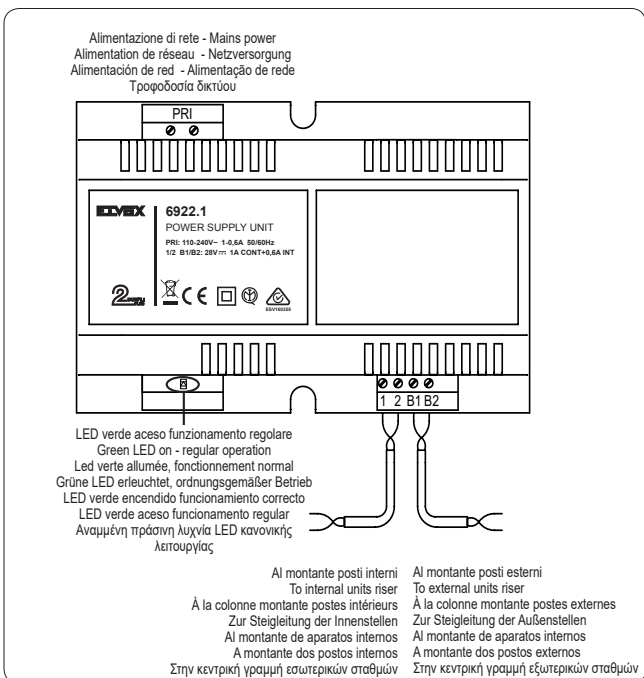 Alimentazione di rete - Mains power
Alimentation de réseau - Netzversorgung
Alimentación de red - Alimentação de rede
Τροφοδοσία δικτύου
PRI
ELVOX
6922.1
POWER SUPPLY UNIT
PRI: 110-240V~ 1-0,6A 50/60Hz
1/2 B1/B2: 28V⎓ 1A CONT+0,6A INT
ESV160250
1 2 B1 B2
LED verde aceso funzionamento regolare
Green LED on - regular operation
Led verte allumée, fonctionnement normal
Grüne LED erleuchtet, ordnungsgemäßer Betrieb
LED verde encendido funcionamiento correcto
LED verde aceso funcionamento regular
Αναμμένη πράσινη λυχνία LED κανονικής
λειτουργίας
Al montante posti interni
To internal units riser
À la colonne montante postes intérieurs
Zur Steigleitung der Innenstellen
Al montante de aparatos internos
A montante dos postos internos
Στην κεντρική γραμμή εσωτερικών σταθμών
Al montante posti esterni
To external units riser
À la colonne montante postes externes
Zur Steigleitung der Außenstellen
Al montante de aparatos internos
A montante dos postos externos
Στην κεντρική γραμμή εξωτερικών σταθμών